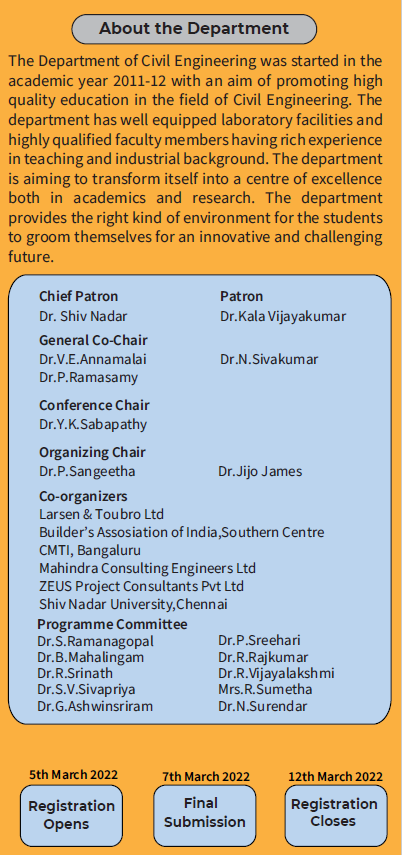 About the Department
The Department of Civil Engineering was started in the
academic year 2011-12 with an aim of promoting high
quality education in the field of Civil Engineering. The
department has well equipped laboratory facilities and
highly qualified faculty members having rich experience
in teaching and industrial background. The department
is aiming to transform itself into a centre of excellence
both in academics and research. The department
provides the right kind of environment for the students
to groom themselves for an innovative and challenging
future.
Chief Patron Patron
Dr. Shiv Nadar Dr.Kala Vijayakumar
General Co-Chair
Dr.V.E.Annamalai Dr.N.Sivakumar
Dr.P.Ramasamy
Conference Chair
Dr.Y.K.Sabapathy
Organizing Chair
Dr.P.Sangeetha Dr.Jijo James
Co-organizers
Larsen & Toubro Ltd
Builder's Assosiation of India,Southern Centre
CMTI, Bangaluru
Mahindra Consulting Engineers Ltd
ZEUS Project Consultants Pvt Ltd
Shiv Nadar University,Chennai
Programme Committee
Dr.S.Ramanagopal Dr.P.Sreehari
Dr.B.Mahalingam Dr.R.Rajkumar
Dr.R.Srinath Dr.R.Vijayalakshmi
Dr.S.V.Sivapriya Mrs.R.Sumetha
Dr.G.Ashwinsriram Dr.N.Surendar
5th March 2022 7th March 2022 12th March 2022
Registration Final Registration
Opens Submission Closes